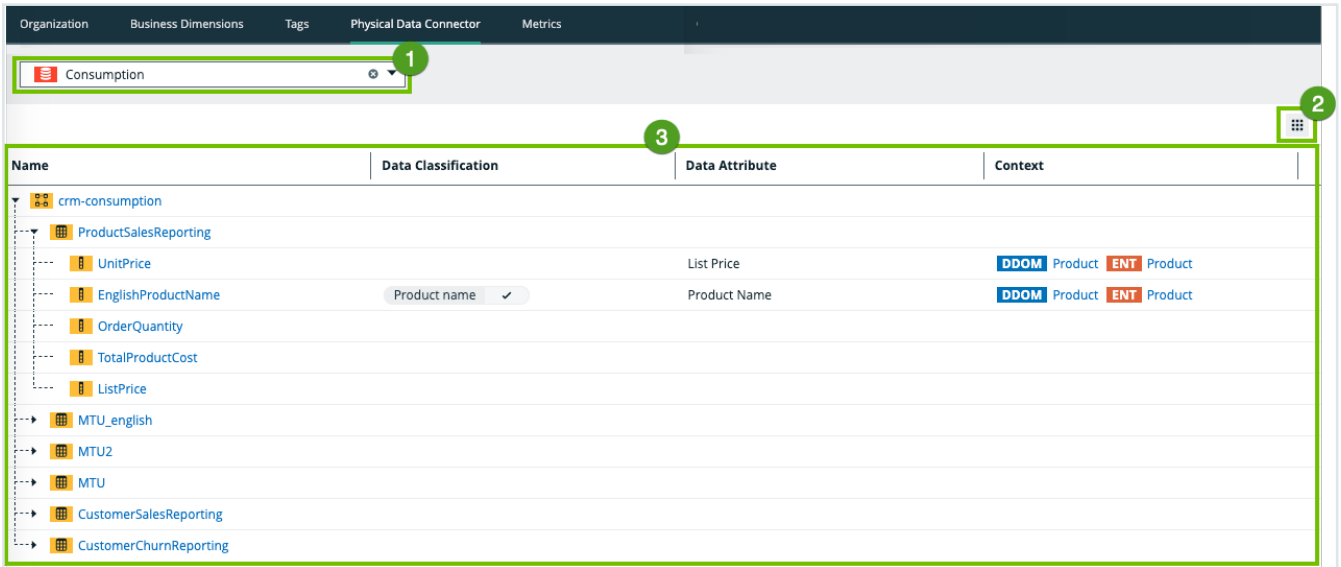 Organization Business Dimensions Tags Physical Data Connector Metrics
1
Consumption
2
3
Name Data Classification Data Attribute Context
crm-consumption
ProductSalesReporting
UnitPrice List Price DDOM Product ENT Product
EnglishProductName Product name Product Name DDOM Product ENT Product
OrderQuantity
TotalProductCost
ListPrice
MTU_english
MTU2
MTU
CustomerSalesReporting
CustomerChurnReporting